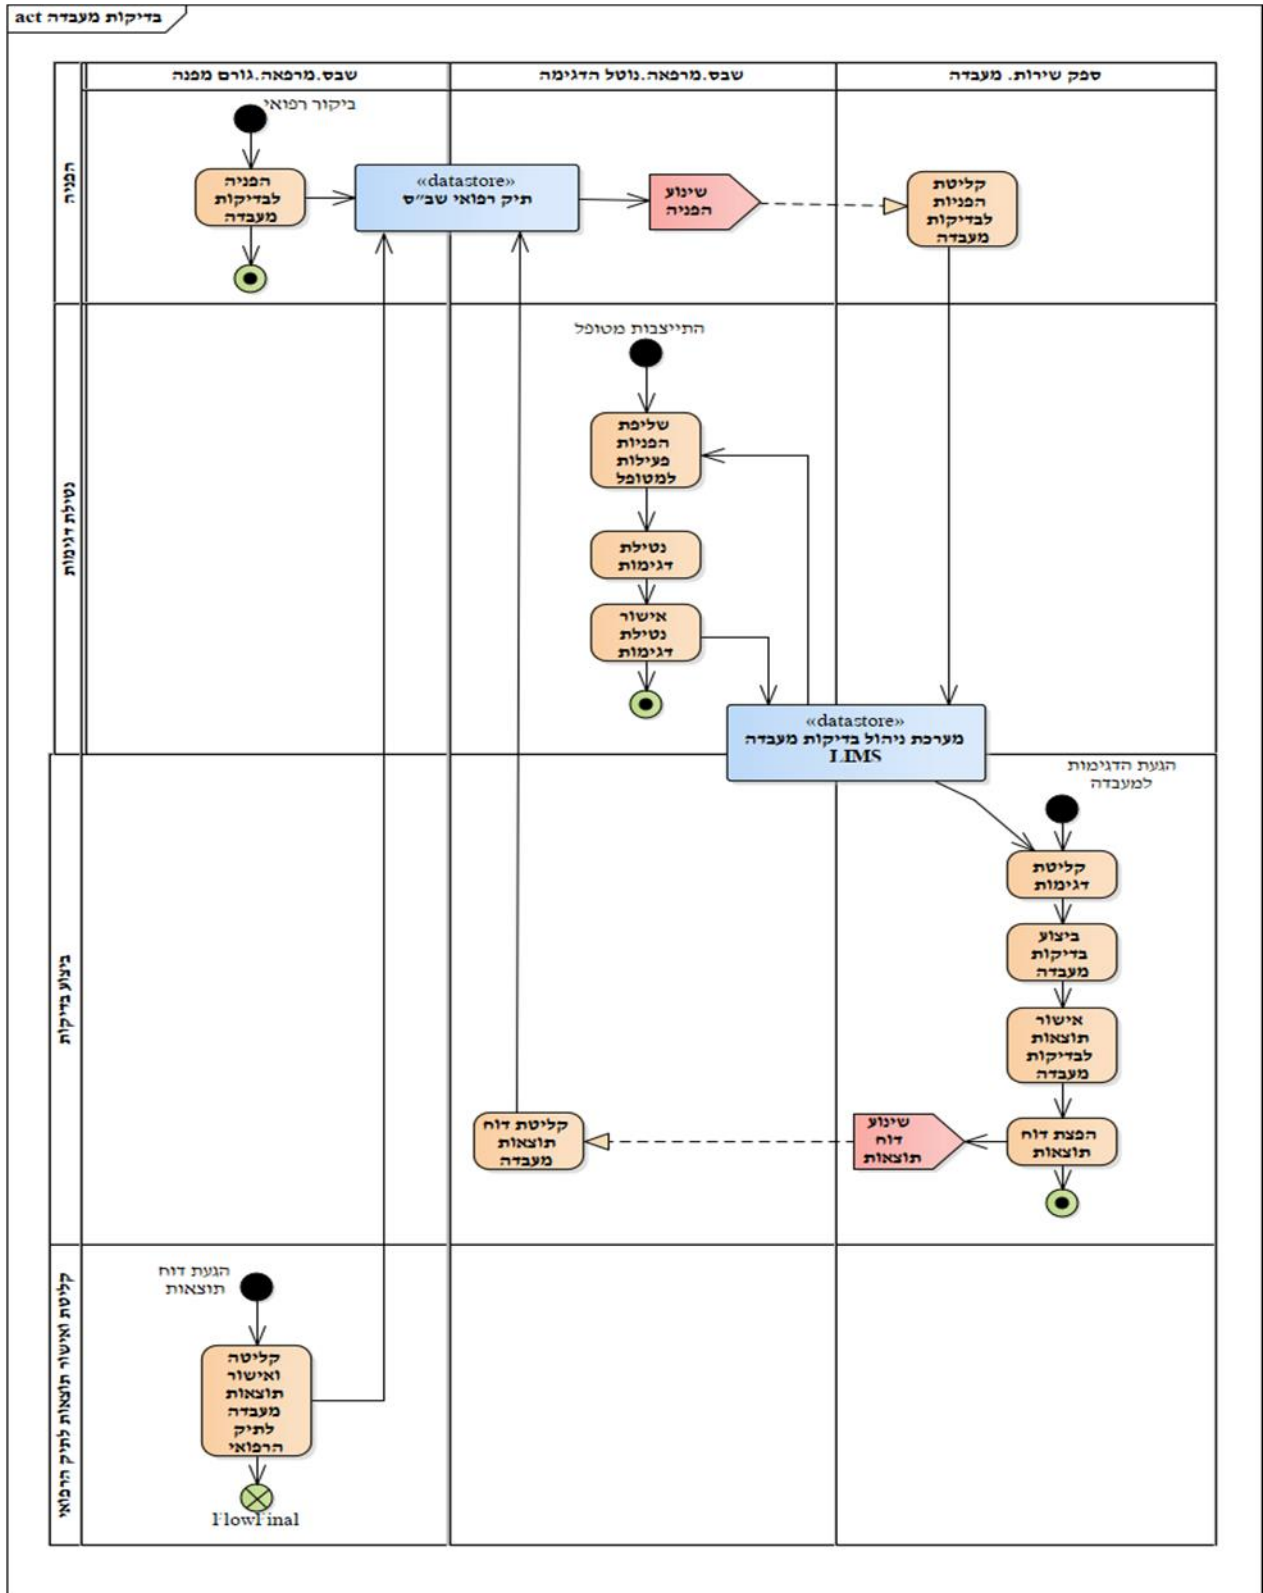 act בדיקות מעבדה
שבס.מרפאה.גורם מפנה
שבס.מרפאה.נוטל הדגימה
ספק שירות. מעבדה
הפניה
ביקור רפואי
הפניה
לבדיקות
מעבדה
«datastore»
תיק רפואי שב"ס
שינוע
הפניה
קליטת
הפניות
לבדיקות
מעבדה
נטילת דגימות
התייצבות מטופל
שליפת
הפניות
פעילות
למטופל
נטילת
דגימות
אישור
נטילת
דגימות
«datastore»
מערכת ניהול בדיקות מעבדה
LIMS
ביצוע בדיקות
הגעת הדגימות
למעבדה
קליטת
דגימות
ביצוע
בדיקות
מעבדה
אישור
תוצאות
לבדיקות
מעבדה
הפצת דוח
תוצאות
שינוע
דוח
תוצאות
קליטת דוח
תוצאות
מעבדה
קליטת ואישור תוצאות לתיק הרפואי
הגעת דוח
תוצאות
קליטה
ואישור
תוצאות
מעבדה
לתיק
הרפואי
FlowFinal